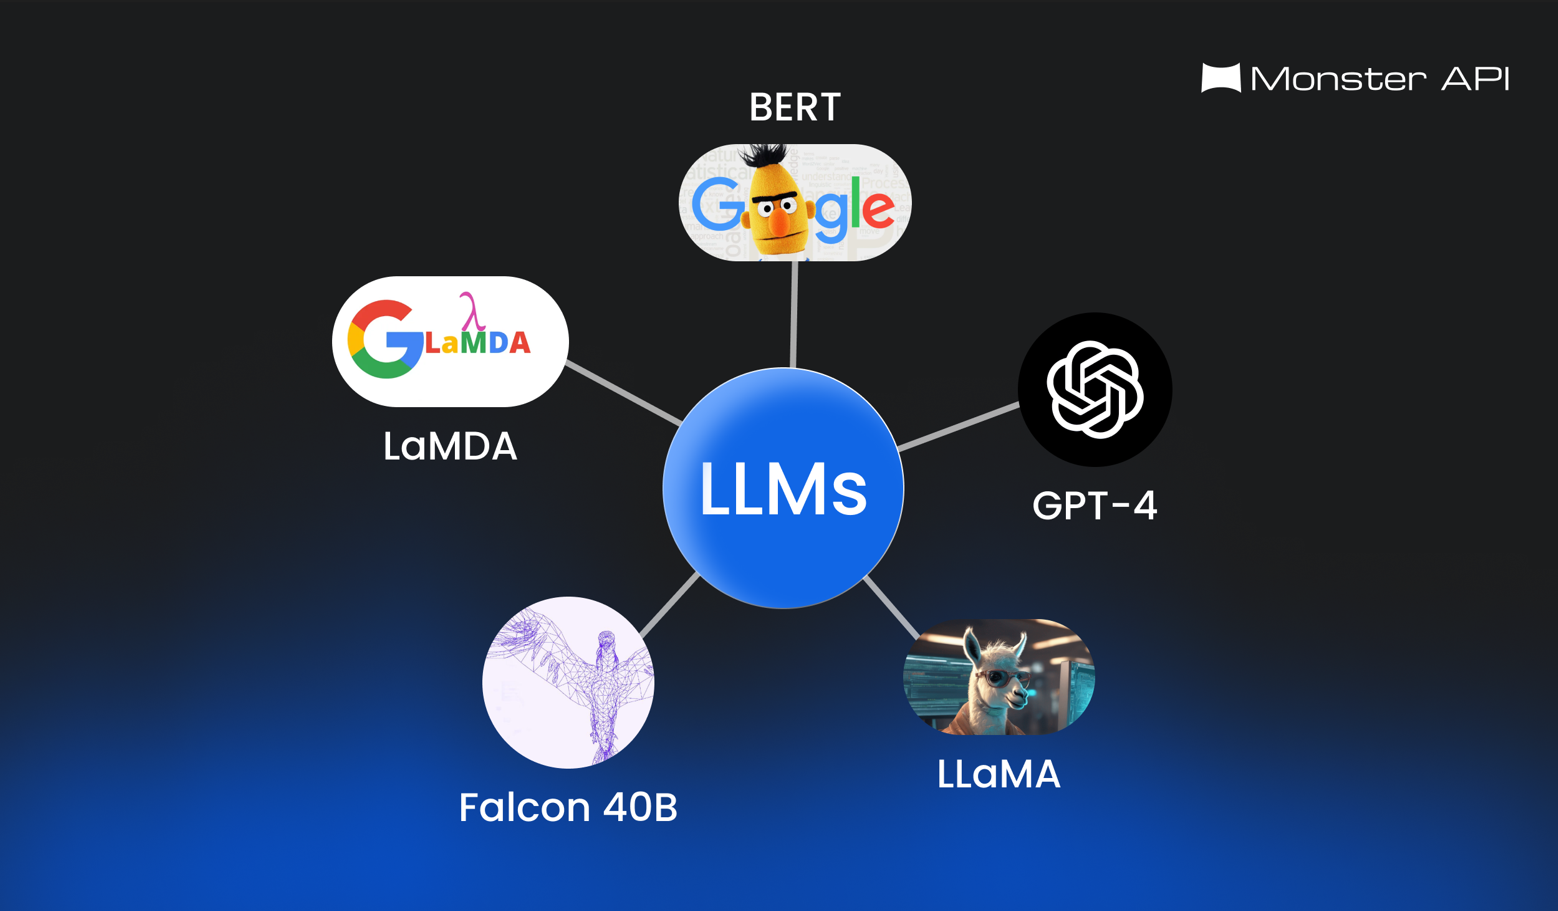 Monster API
BERT
Google
LaMDA
LaMDA
GPT-4
LLMs
Falcon 40B
LLaMA